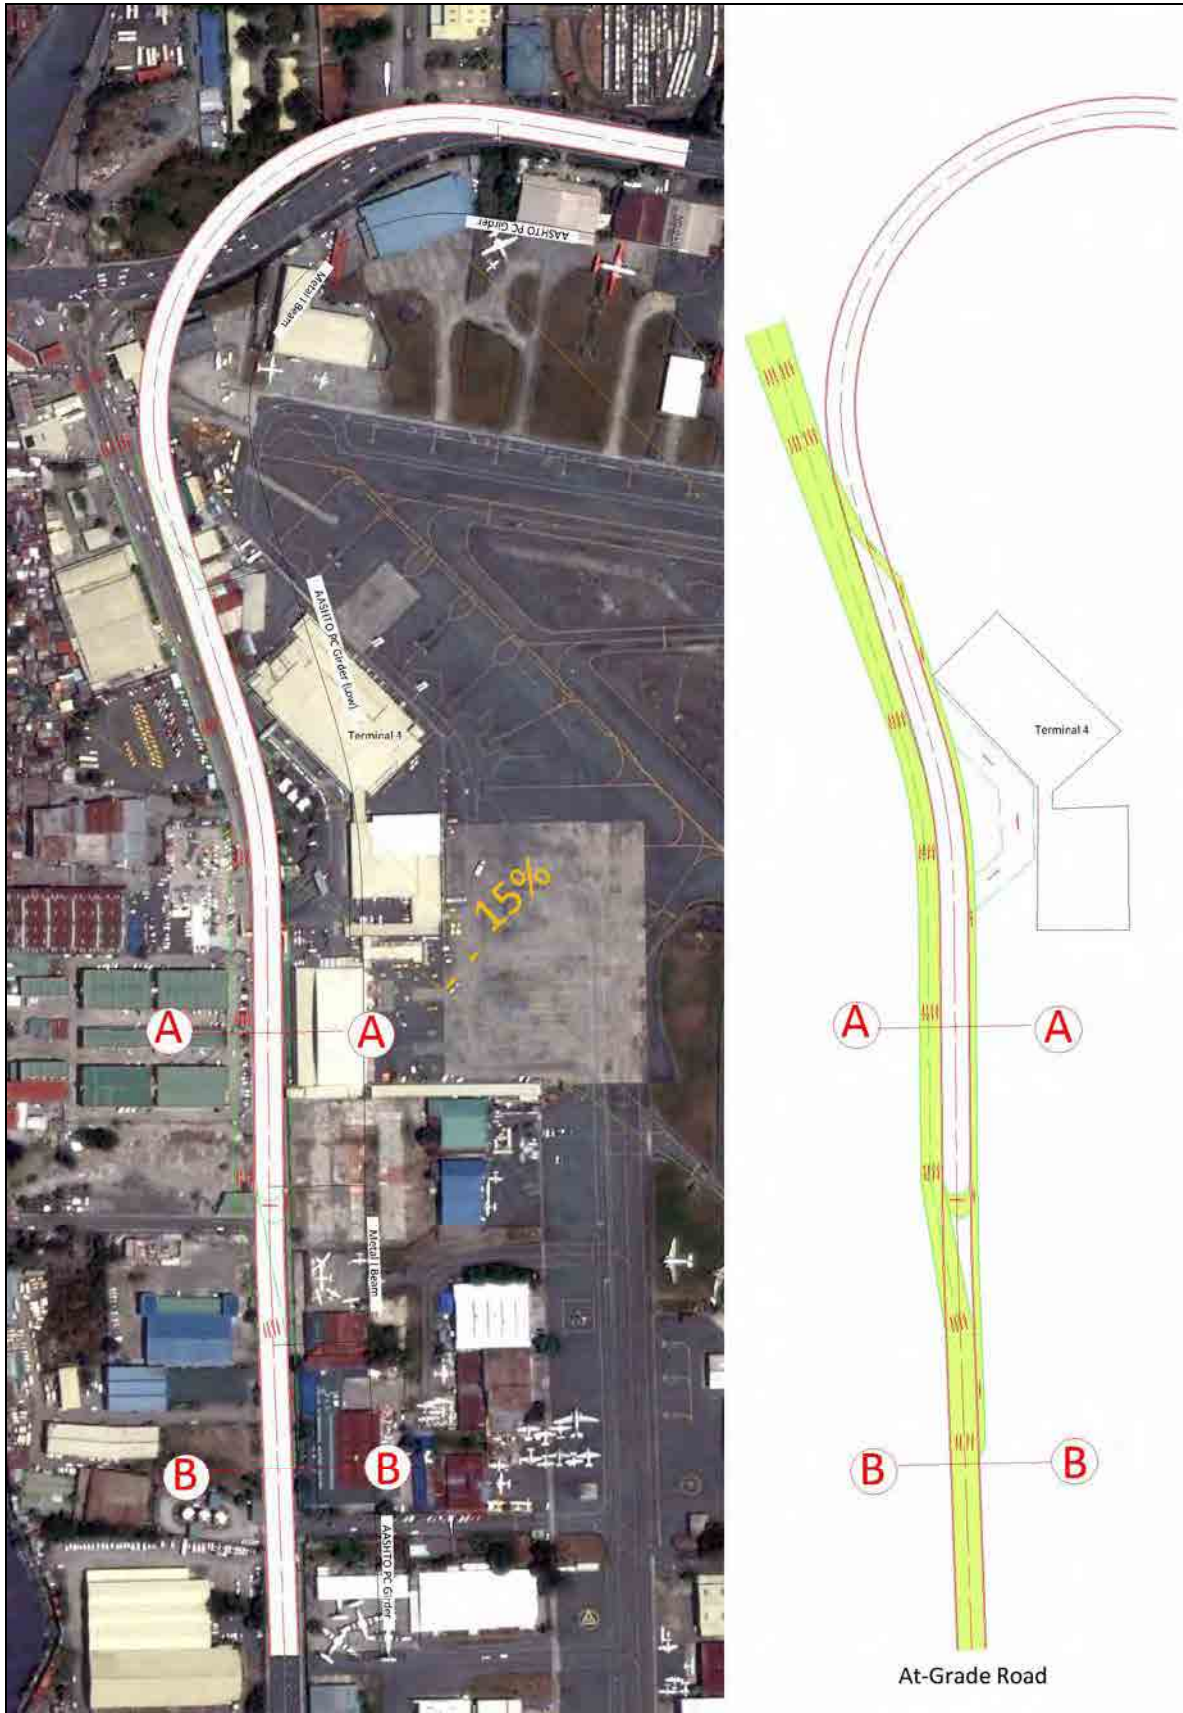 AASHTO PC Girder
Metal I Beam
AASHTO PC Girder (Low)
Terminal 4
Terminal 4
15%
A
A
A
A
Metal I Beam
B
B
B
B
AASHTO PC Girder
At-Grade Road